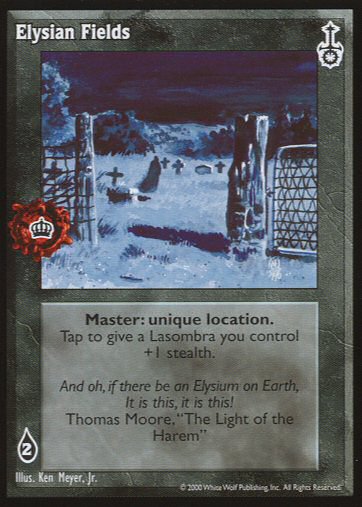 Elysian Fields
Master: unique location.
Tap to give a Lasombra you control
+1 stealth.
And oh, if there be an Elysium on Earth,
It is this, it is this!
Thomas Moore, “The Light of the
Harem”
2
Illus. Ken Meyer, Jr.
© 2000 White Wolf Publishing, Inc. All Rights Reserved.